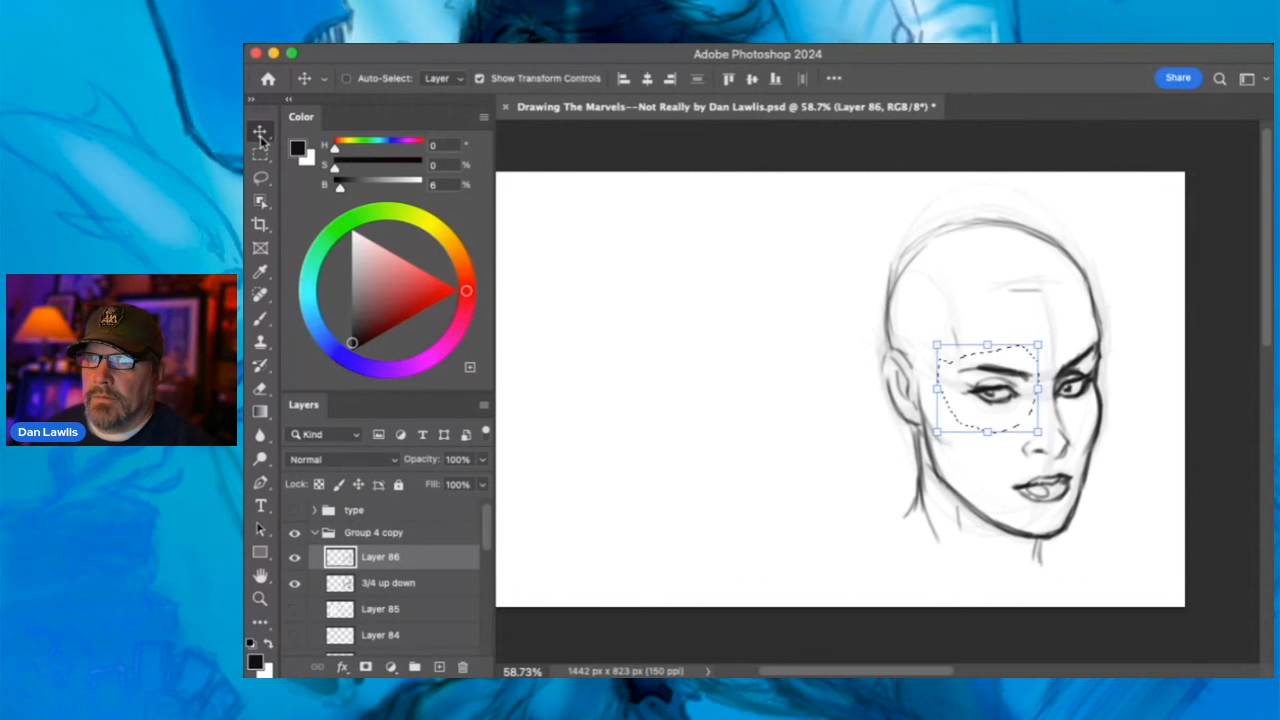 Adobe Photoshop 2024
Auto-Select: Layer Show Transform Controls Share
Drawing The Marvels--Not Really by Dan Lawlis.psd @ 58.7% (Layer 86, RGB/8*) *
Color
H 0 °
S 0 %
B 6 %
Layers
Kind
Normal Opacity: 100%
Lock: Fill: 100%
type
Group 4 copy
Layer 86
3/4 up down
Layer 85
Layer 84
58.73% 1442 px x 823 px (150 ppi)
Dan Lawlis